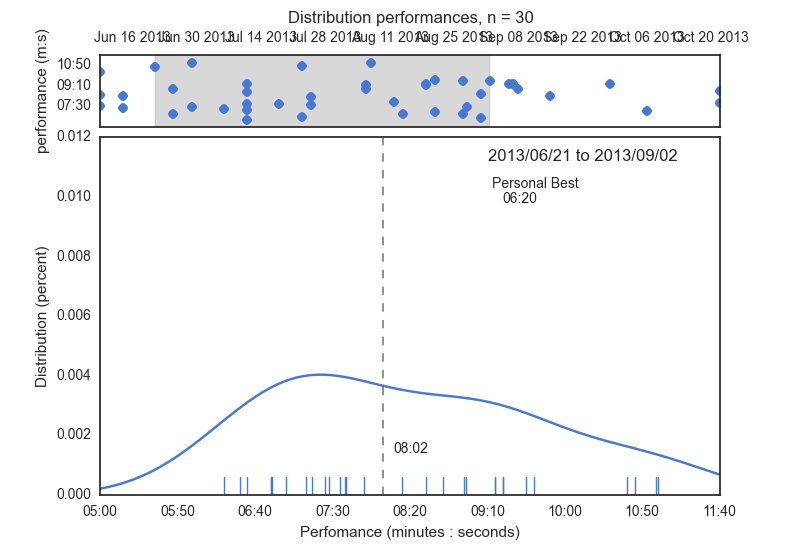 Distribution performances, n = 30
Jun 16 2013 Jun 30 2013 Jul 14 2013 Jul 28 2013 Aug 11 2013 Aug 25 2013 Sep 08 2013 Sep 22 2013 Oct 06 2013 Oct 20 2013
performance (m:s)
10:50
09:10
07:30
0.012
2013/06/21 to 2013/09/02
Personal Best
06:20
0.010
0.008
0.006
0.004
0.002
0.000
Distribution (percent)
08:02
05:00 05:50 06:40 07:30 08:20 09:10 10:00 10:50 11:40
Perfomance (minutes : seconds)